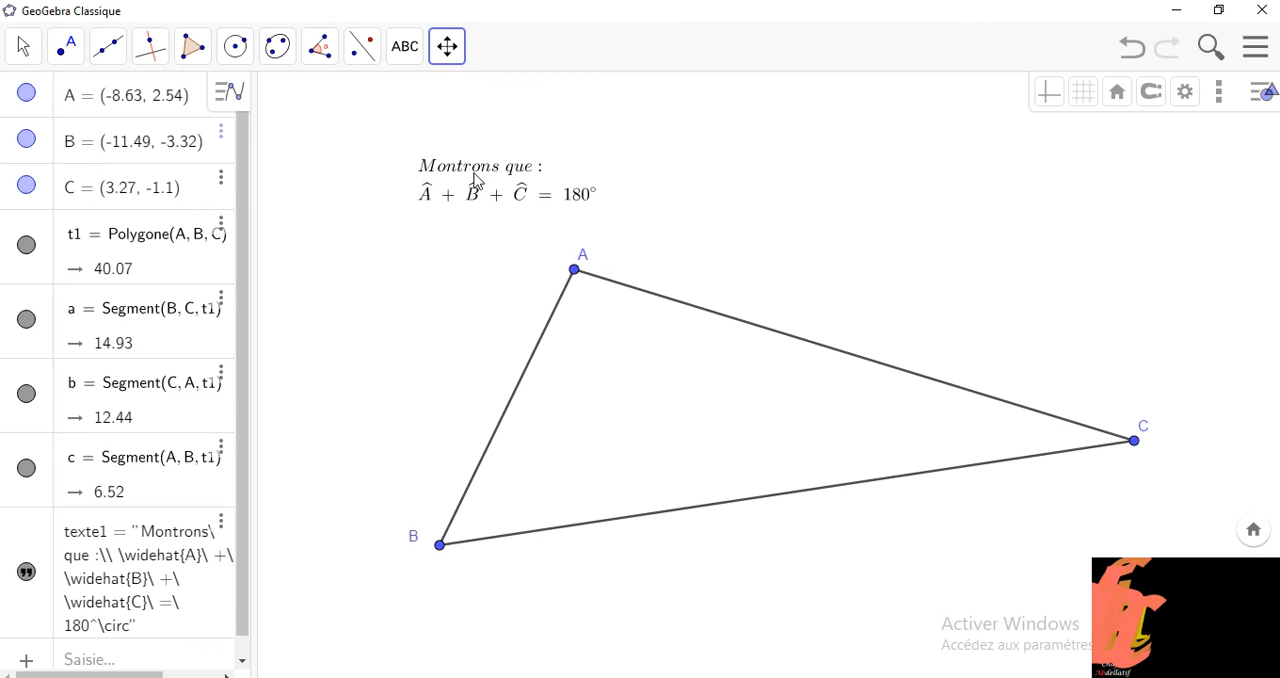 GeoGebra Classique
ABC
A = (-8.63, 2.54)
B = (-11.49, -3.32)
C = (3.27, -1.1)
t1 = Polygone(A, B, C)
→ 40.07
a = Segment(B, C, t1)
→ 14.93
b = Segment(C, A, t1)
→ 12.44
c = Segment(A, B, t1)
→ 6.52
texte1 = "Montrons\
que :\\ \widehat{A}\ +\
\widehat{B}\ +\
\widehat{C}\ =\
180^\circ"
Saisie...
Montrons que :
Â + B̂ + Ĉ = 180°
A
B
C
Activer Windows
Accédez aux paramètres
Abdellatif